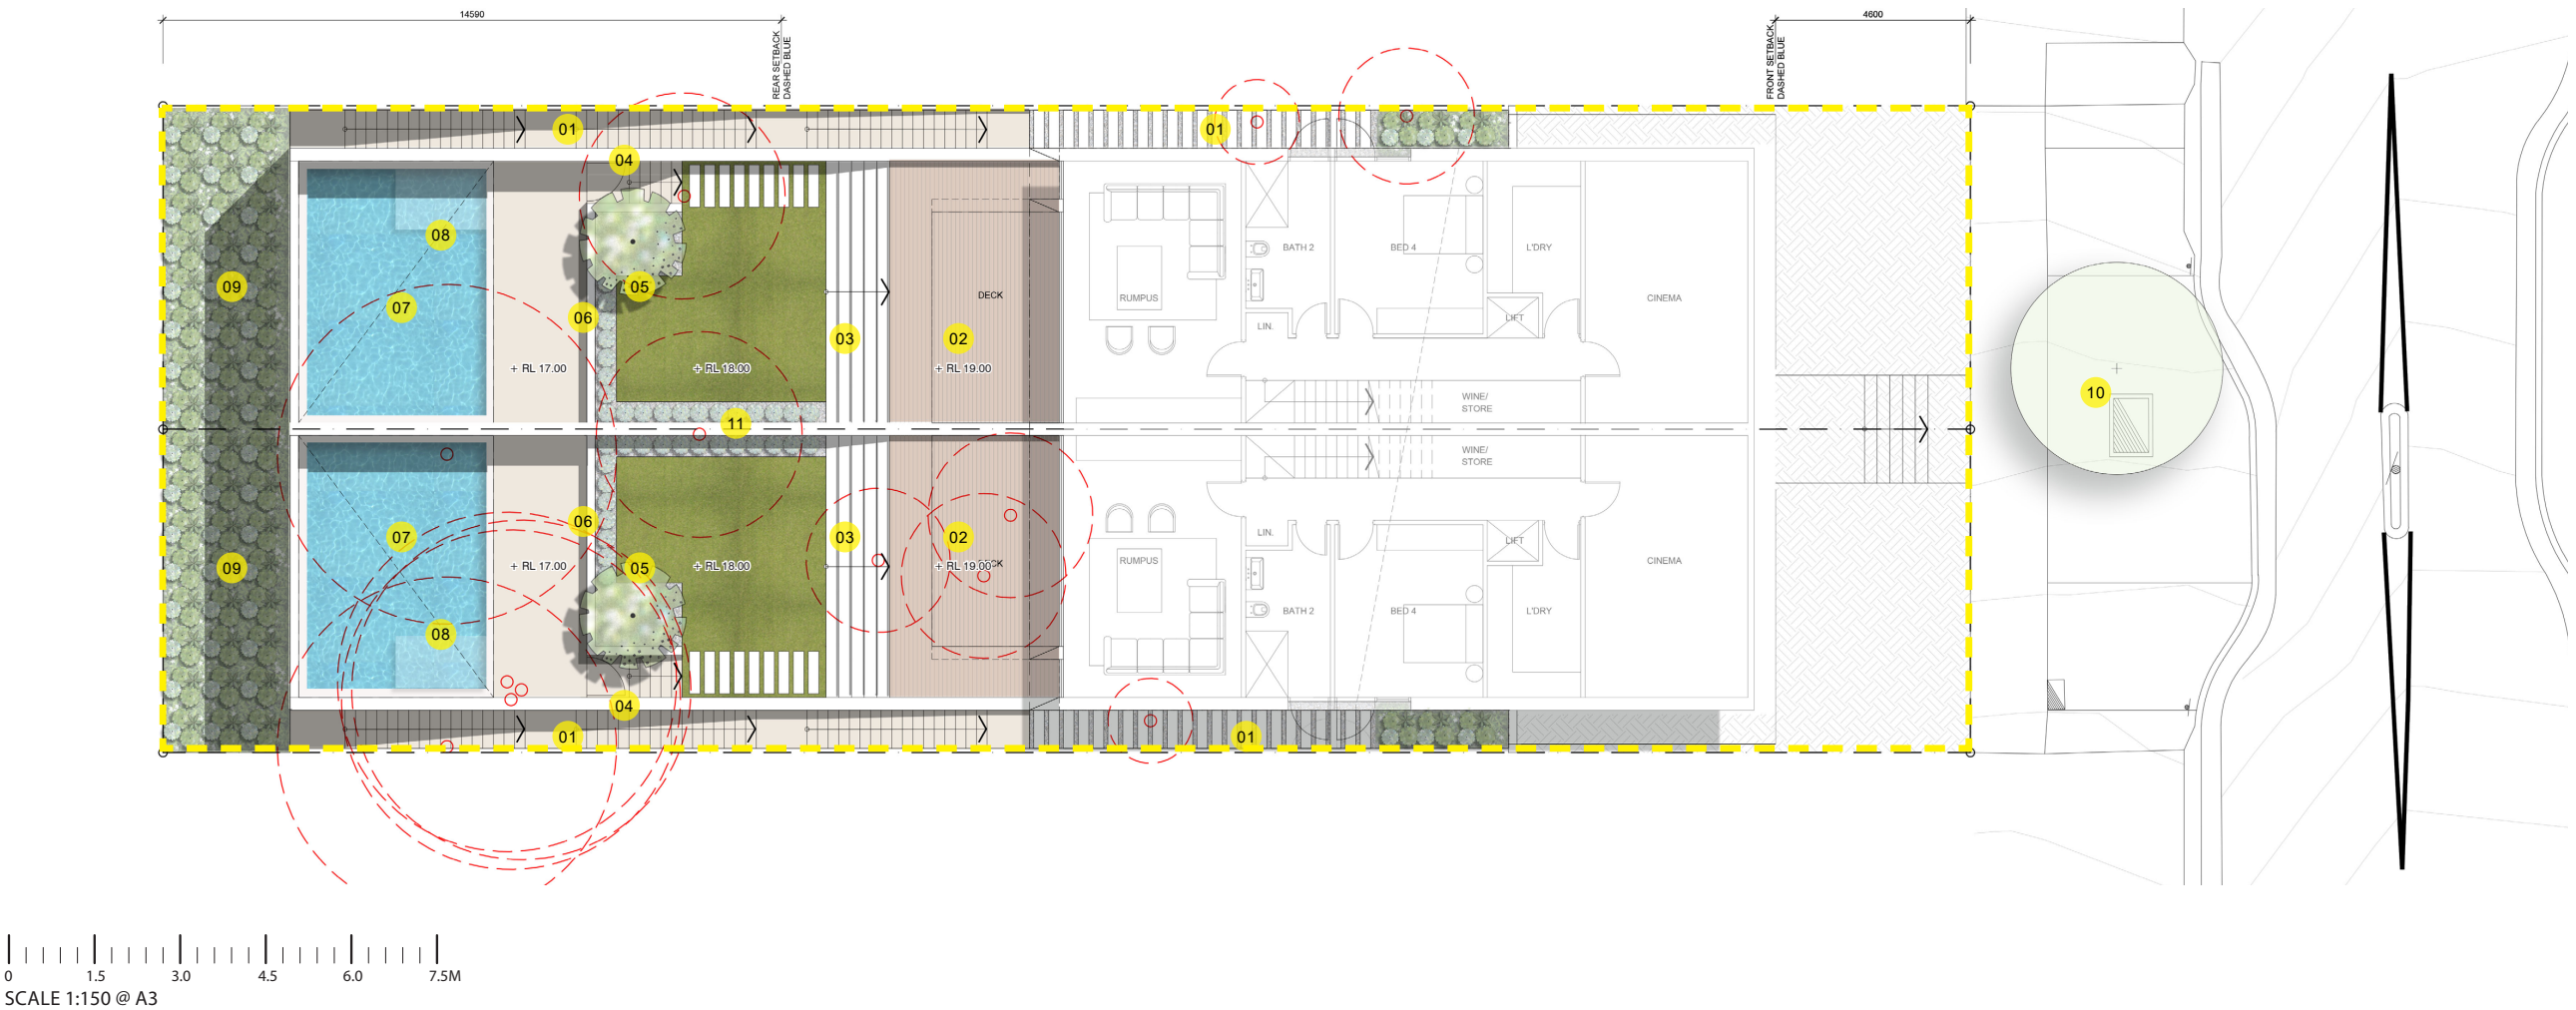 14590
4600
REAR SETBACK
DASHED BLUE
FRONT SETBACK
DASHED BLUE
01
01
04
08
09
05
07
06
03
02
DECK
+ RL 17.00
+ RL 18.00
+ RL 19.00
RUMPUS
BATH 2
BED 4
L'DRY
LIFT
LIN.
CINEMA
WINE/
STORE
10
11
WINE/
STORE
06
07
03
02
05
09
+ RL 17.00
+ RL 18.00
+ RL 19.00
CK
RUMPUS
LIN.
LIFT
CINEMA
BATH 2
BED 4
L'DRY
08
04
01
01
0
1.5
3.0
4.5
6.0
7.5M
SCALE 1:150 @ A3